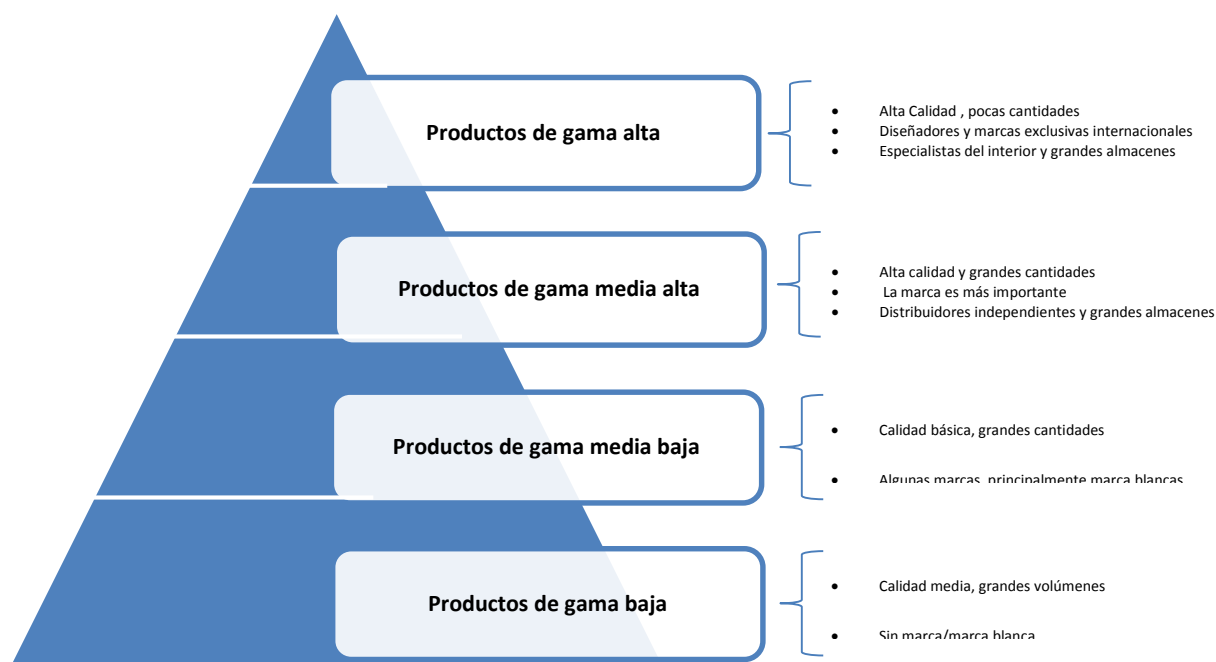 Productos de gama alta
• Alta Calidad , pocas cantidades
• Diseñadores y marcas exclusivas internacionales
• Especialistas del interior y grandes almacenes
Productos de gama media alta
• Alta calidad y grandes cantidades
• La marca es más importante
• Distribuidores independientes y grandes almacenes
Productos de gama media baja
• Calidad básica, grandes cantidades
• Algunas marcas, principalmente marca blancas
Productos de gama baja
• Calidad media, grandes volúmenes
• Sin marca/marca blanca